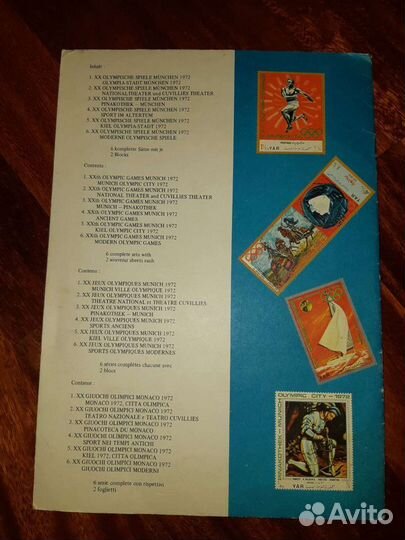 Inhalt:
1. XX OLYMPISCHE SPIELE MÜNCHEN 1972
OLYMPIA-STADT MÜNCHEN 1972
2. XX OLYMPISCHE SPIELE MÜNCHEN 1972
NATIONALTHEATER und CUVILLIES THEATER
3. XX OLYMPISCHE SPIELE MÜNCHEN 1972
PINAKOTHEK – MÜNCHEN
4. XX OLYMPISCHE SPIELE MÜNCHEN 1972
SPORT IM ALTERTUM
5. XX OLYMPISCHE SPIELE MÜNCHEN 1972
KIEL OLYMPIA-STADT 1972
6. XX OLYMPISCHE SPIELE MÜNCHEN 1972
MODERNE OLYMPISCHE SPIELE
6 komplette Sätze mit je
2 Blocks
Contents:
1. XXth OLYMPIC GAMES MUNICH 1972
MUNICH OLYMPIC CITY 1972
2. XXth OLYMPIC GAMES MUNICH 1972
NATIONAL THEATER and CUVILLIES THEATER
3. XXth OLYMPIC GAMES MUNICH 1972
MUNICH – PINAKOTHEK
4. XXth OLYMPIC GAMES MUNICH 1972
ANCIENT GAMES
5. XXth OLYMPIC GAMES MUNICH 1972
KIEL OLYMPIC CITY 1972
6. XXth OLYMPIC GAMES MUNICH 1972
MODERN OLYMPIC GAMES
6 complete sets with
2 souvenir sheets each
Contenu:
1. XX JEUX OLYMPIQUES MUNICH 1972
MUNICH VILLE OLYMPIQUE 1972
2. XX JEUX OLYMPIQUES MUNICH 1972
THEATRE NATIONAL et THEATRE CUVILLIES
3. XX JEUX OLYMPIQUES MUNICH 1972
PINAKOTHEK – MUNICH
4. XX JEUX OLYMPIQUES MUNICH 1972
SPORTS ANCIENS
5. XX JEUX OLYMPIQUES MUNICH 1972
KIEL VILLE OLYMPIQUE 1972
6. XX JEUX OLYMPIQUES MUNICH 1972
SPORTS OLYMPIQUES MODERNES
6 séries complètes chacune avec
2 blocs
1. XX GIUOCHI OLIMPICI MONACO 1972
MONACO 1972, CITTA OLIMPICA
2. XX GIUOCHI OLIMPICI MONACO 1972
TEATRO NAZIONALE e TEATRO CUVILLIES
3. XX GIUOCHI OLIMPICI MONACO 1972
PINACOTECA DU MONACO
4. XX GIUOCHI OLIMPICI MONACO 1972
SPORT NEI TEMPI ANTICHI
5. XX GIUOCHI OLIMPICI MONACO 1972
KIEL 1972, CITTA OLIMPICA
6. XX GIUOCHI OLIMPICI MONACO 1972
GIUOCHI OLIMPICI MODERNI
6 serie complete con rispettivi
2 foglietti
YAR
OLYMPIC CITY - 1972
YAR
Avito